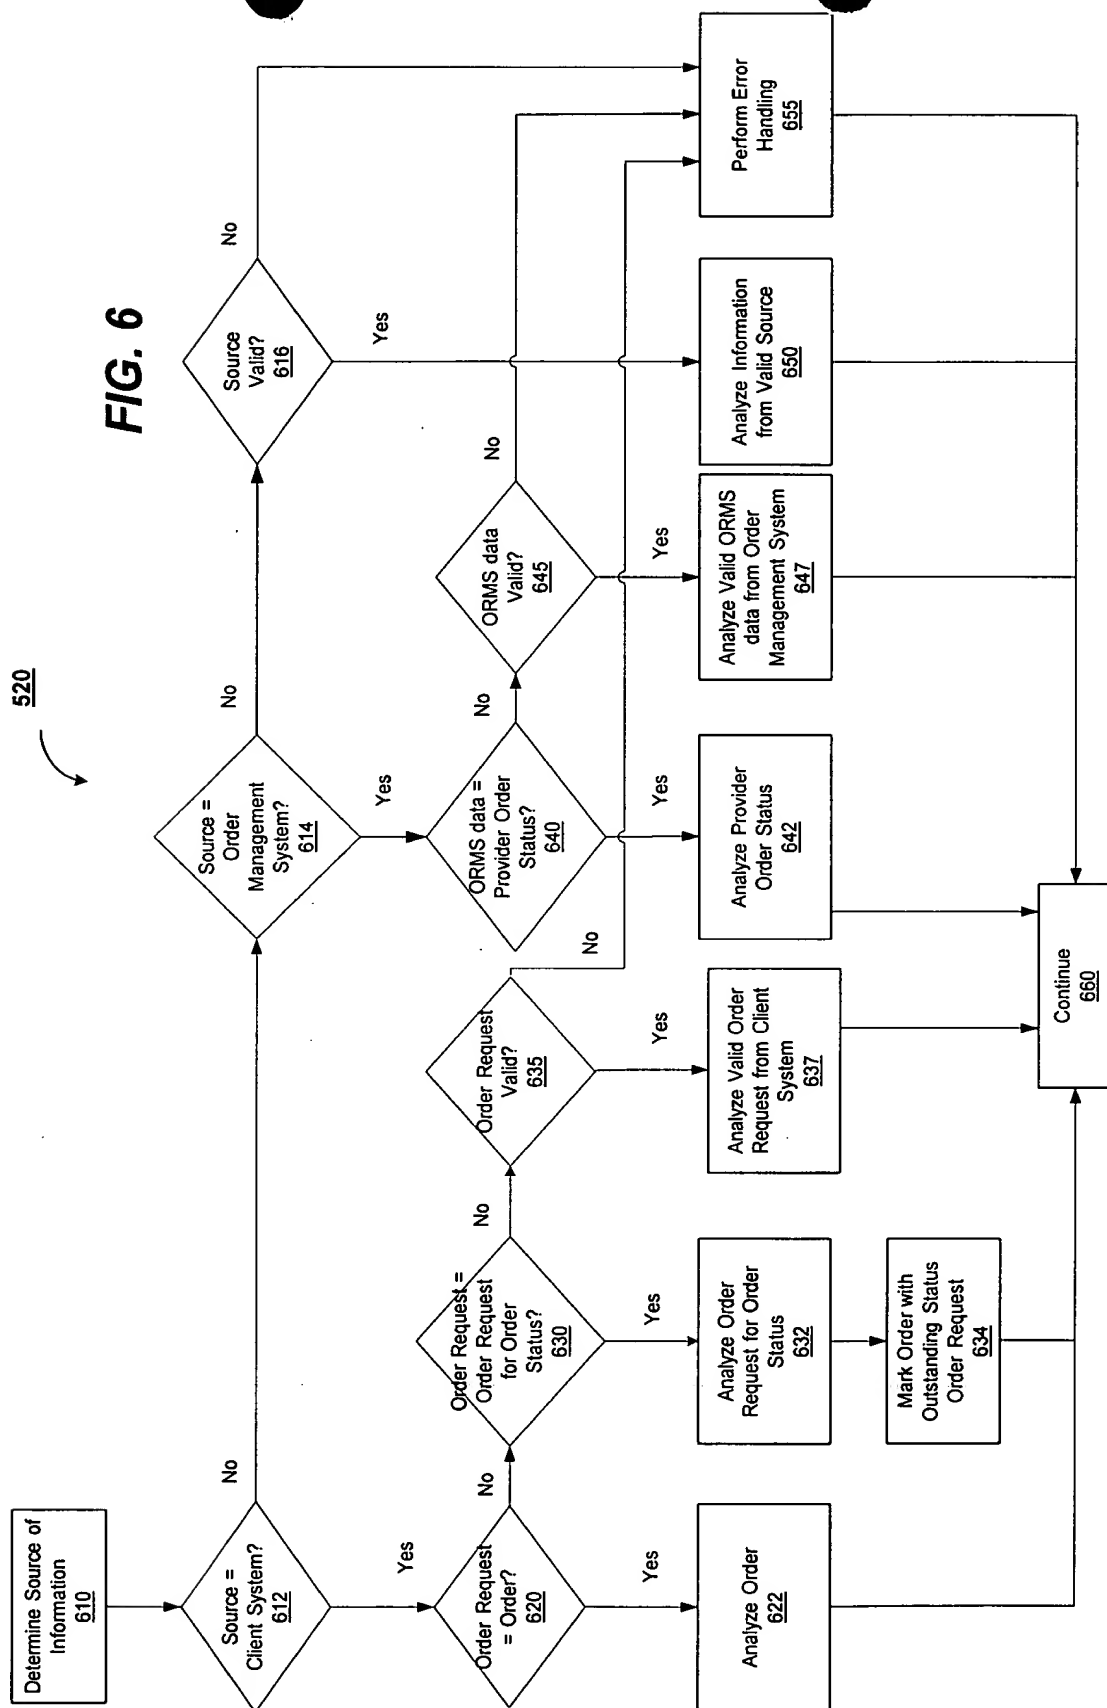 FIG. 6
520
Determine Source of
Information
610
Source =
Client System?
612
No
Yes
Source =
Order
Management
System?
614
No
Yes
Source
Valid?
616
No
Yes
Order Request
= Order?
620
No
Yes
Order Request =
Order Request
for Order
Status?
630
No
Yes
Order Request
Valid?
635
No
Yes
ORMS data =
Provider Order
Status?
640
No
Yes
ORMS data
Valid?
645
No
Yes
Analyze Order
622
Analyze Order
Request for Order
Status
632
Mark Order with
Outstanding Status
Order Request
634
Analyze Valid Order
Request from Client
System
637
Analyze Provider
Order Status
642
Analyze Valid ORMS
data from Order
Management System
647
Analyze Information
from Valid Source
650
Perform Error
Handling
655
Continue
660